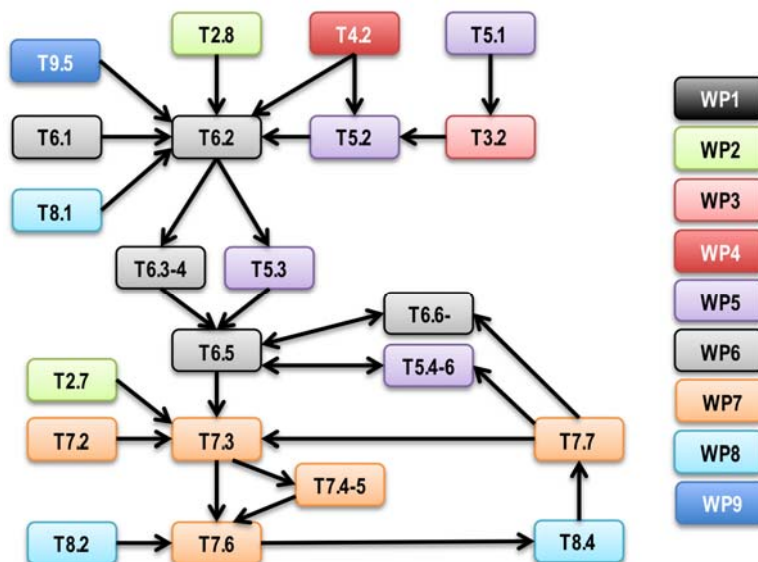 T2.8
T4.2
T5.1
T9.5
T6.1
T6.2
T5.2
T3.2
T8.1
T6.3-4
T5.3
T6.6-
T6.5
T5.4-6
T2.7
T7.2
T7.3
T7.7
T7.4-5
T8.2
T7.6
T8.4
WP1
WP2
WP3
WP4
WP5
WP6
WP7
WP8
WP9